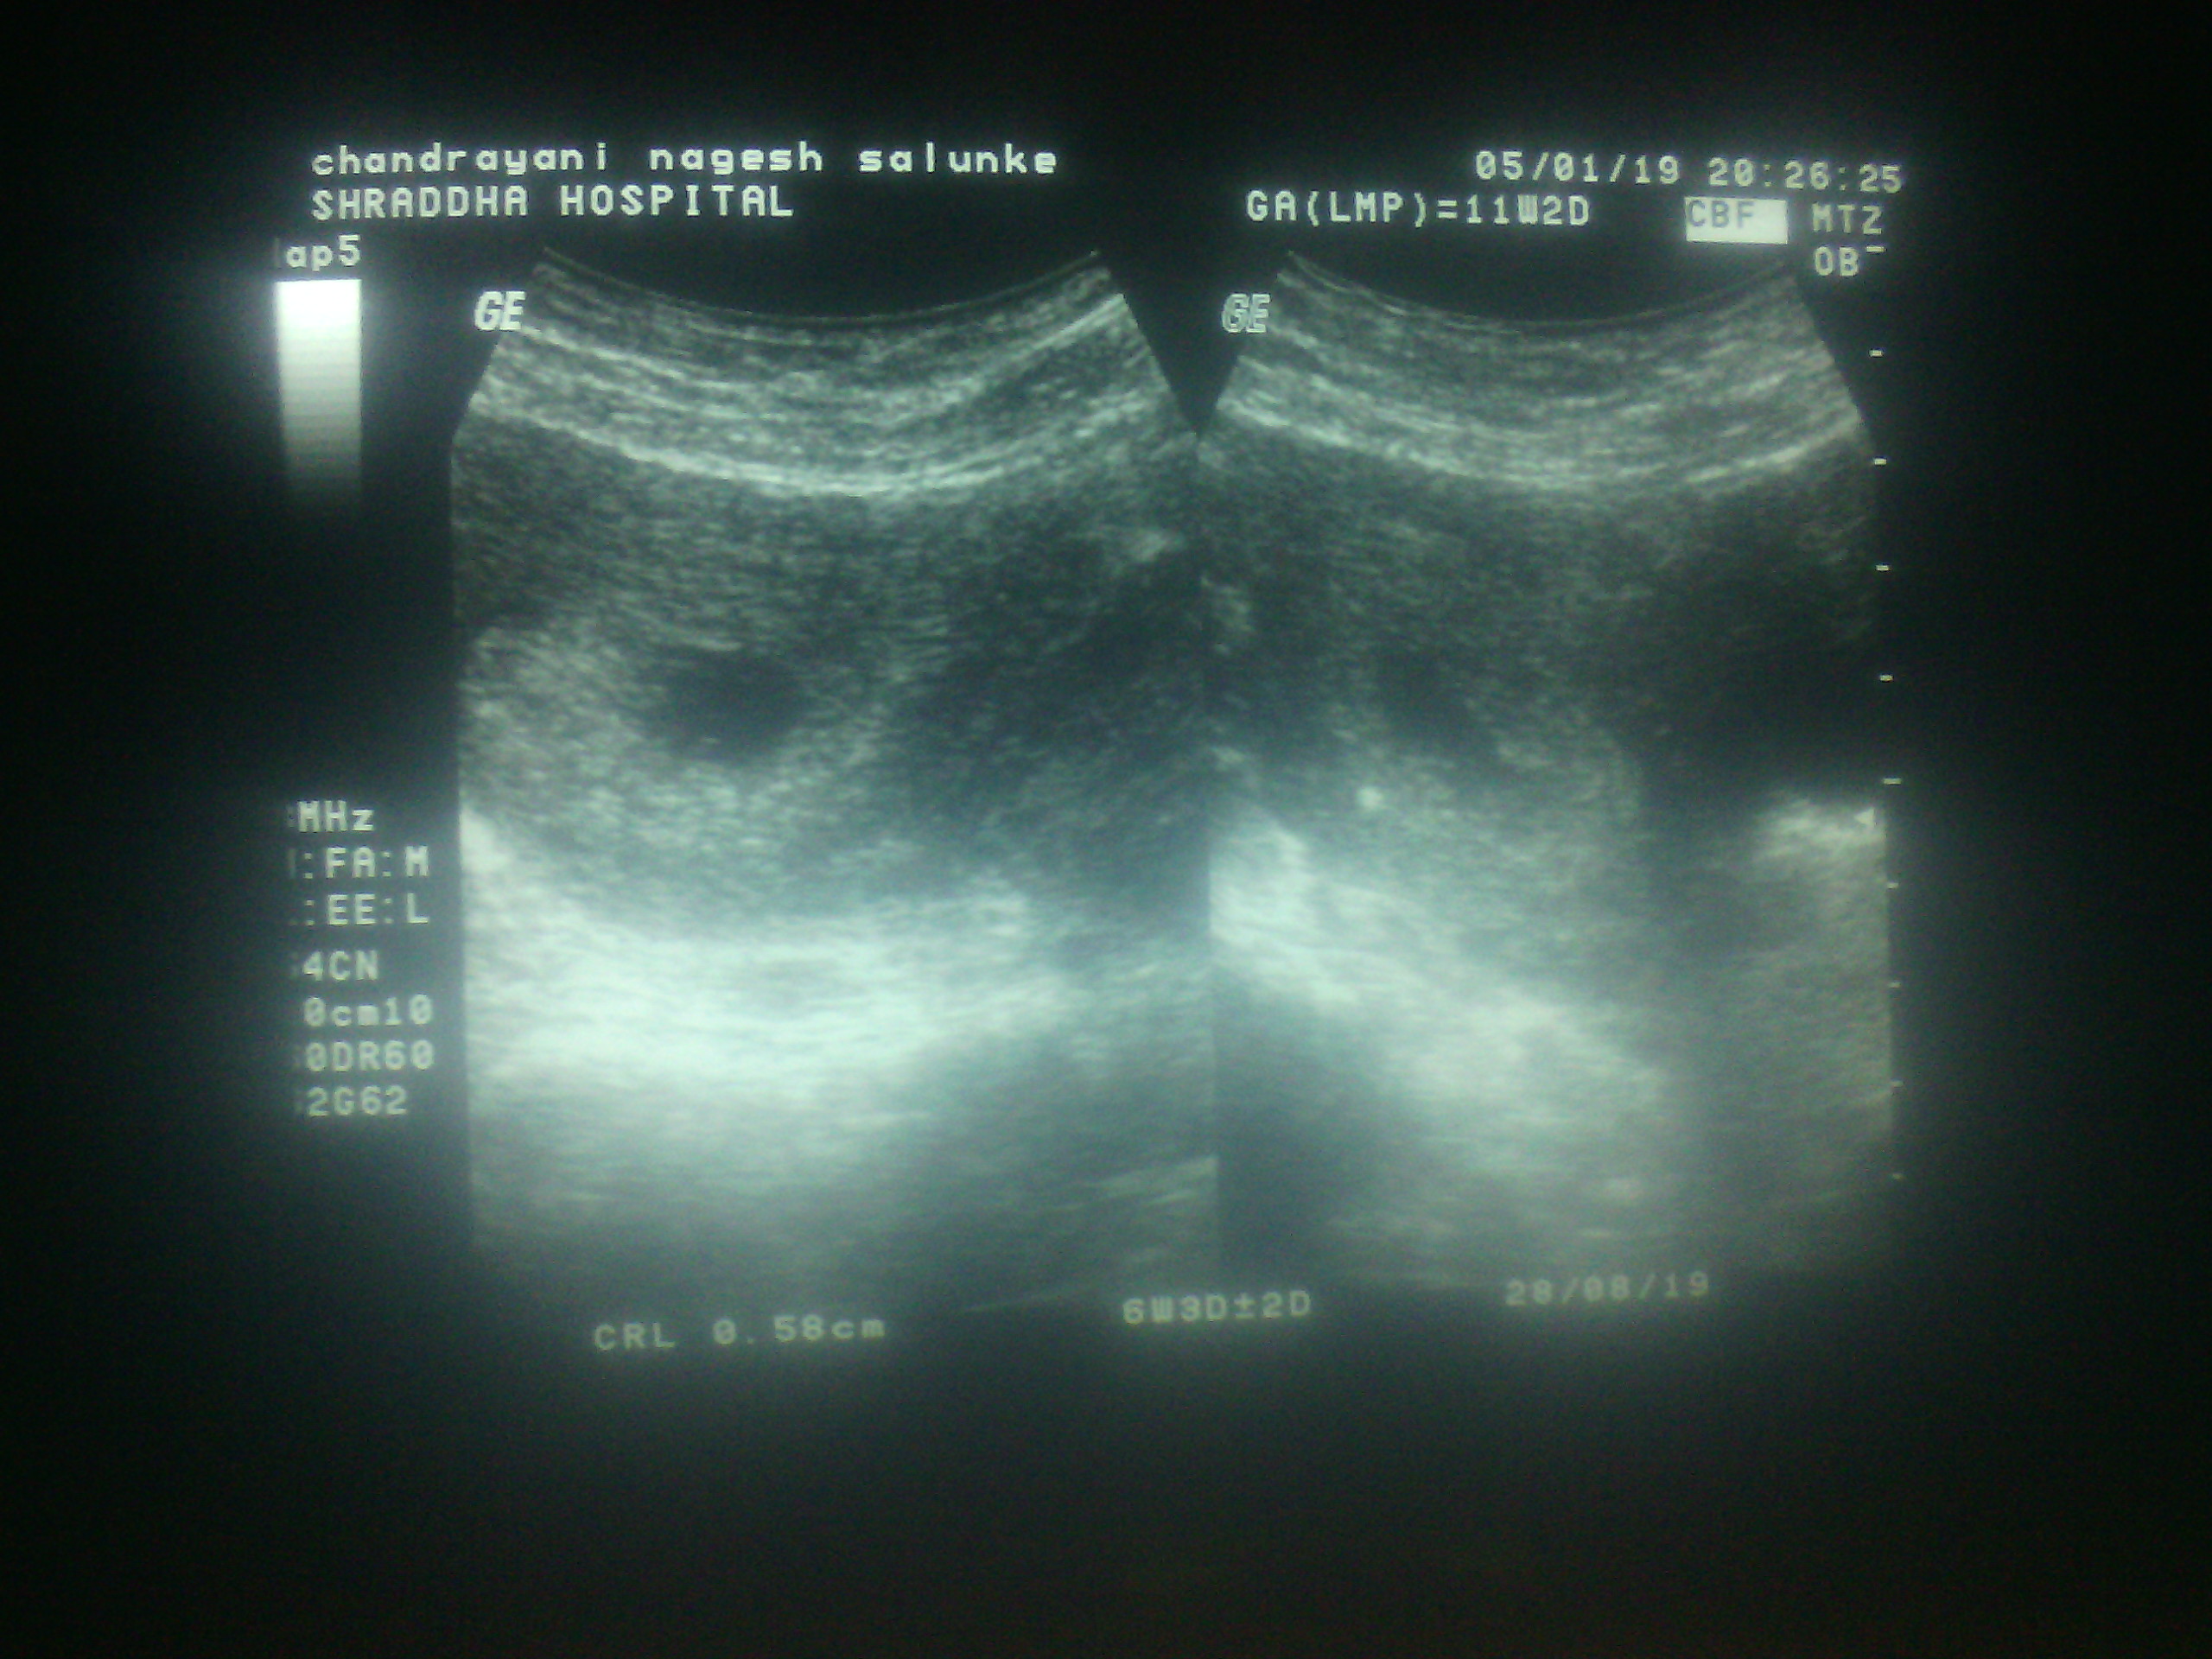 chandrayani nagesh salunke
05/01/19 20:26:25
SHRADDHA HOSPITAL
GA(LMP)=11W2D
CBF
MTZ
ap5
OB
GE
GE
MHz
:FA:M
:EE:L
4CN
0cm10
0DR60
2G62
CRL 0.58cm
6W3D±2D
28/08/19